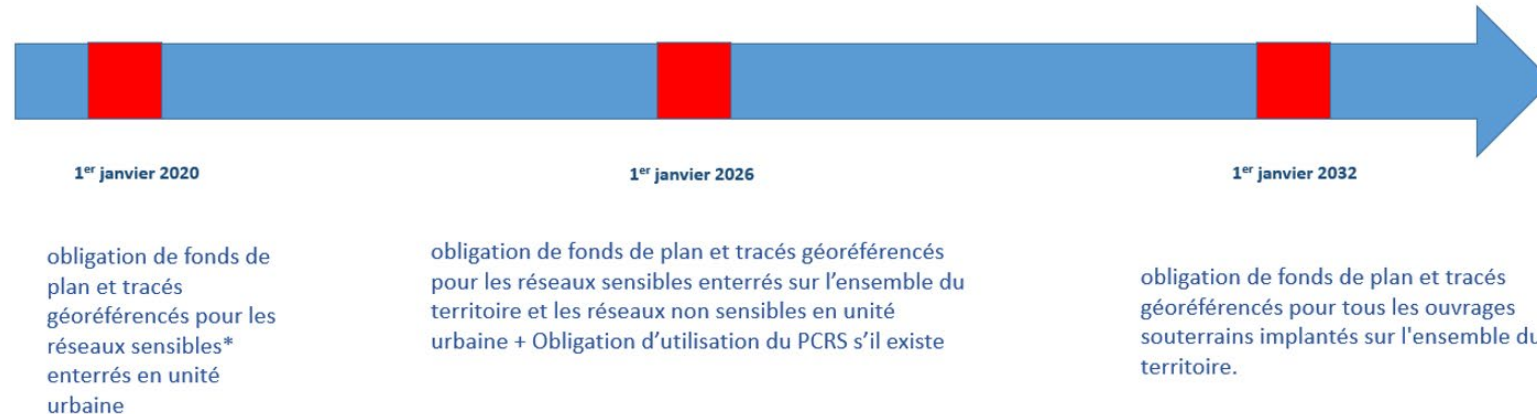 1er janvier 2020
obligation de fonds de
plan et tracés
géoréférencés pour les
réseaux sensibles*
enterrés en unité
urbaine
1er janvier 2026
obligation de fonds de plan et tracés géoréférencés
pour les réseaux sensibles enterrés sur l’ensemble du
territoire et les réseaux non sensibles en unité
urbaine + Obligation d’utilisation du PCRS s’il existe
1er janvier 2032
obligation de fonds de plan et tracés
géoréférencés pour tous les ouvrages
souterrains implantés sur l'ensemble du
territoire.